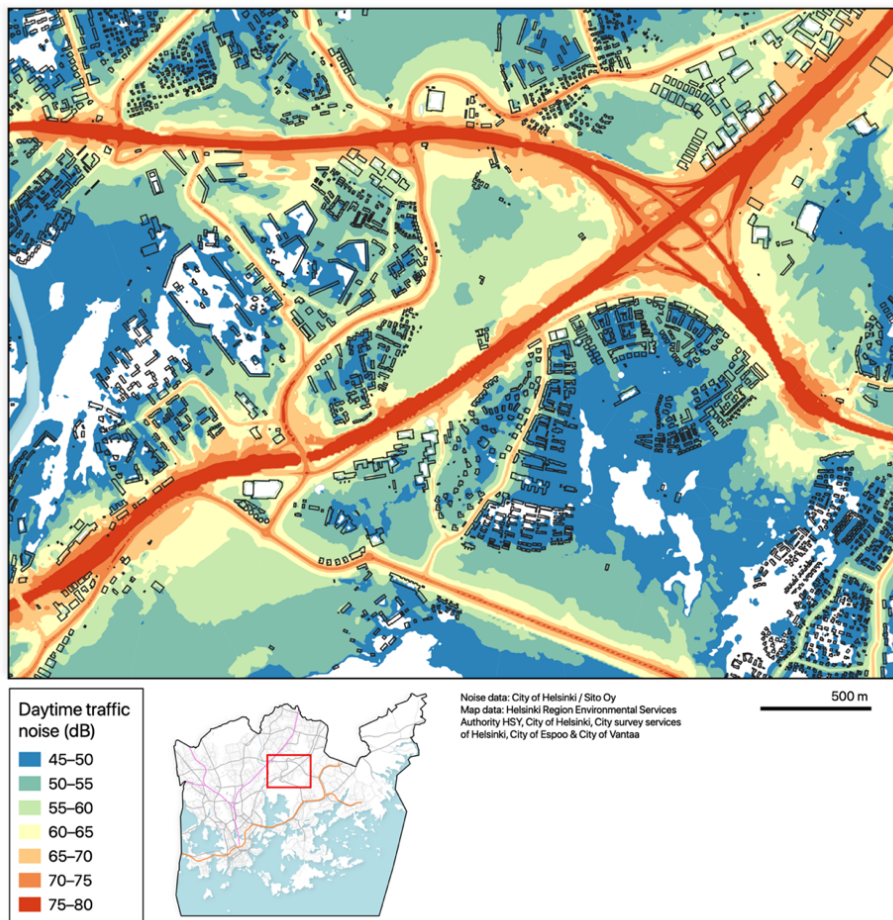 Daytime traffic
noise (dB)
45–50
50–55
55–60
60–65
65–70
70–75
75–80
Noise data: City of Helsinki / Sito Oy
Map data: Helsinki Region Environmental Services
Authority HSY, City of Helsinki, City survey services
of Helsinki, City of Espoo & City of Vantaa
500 m